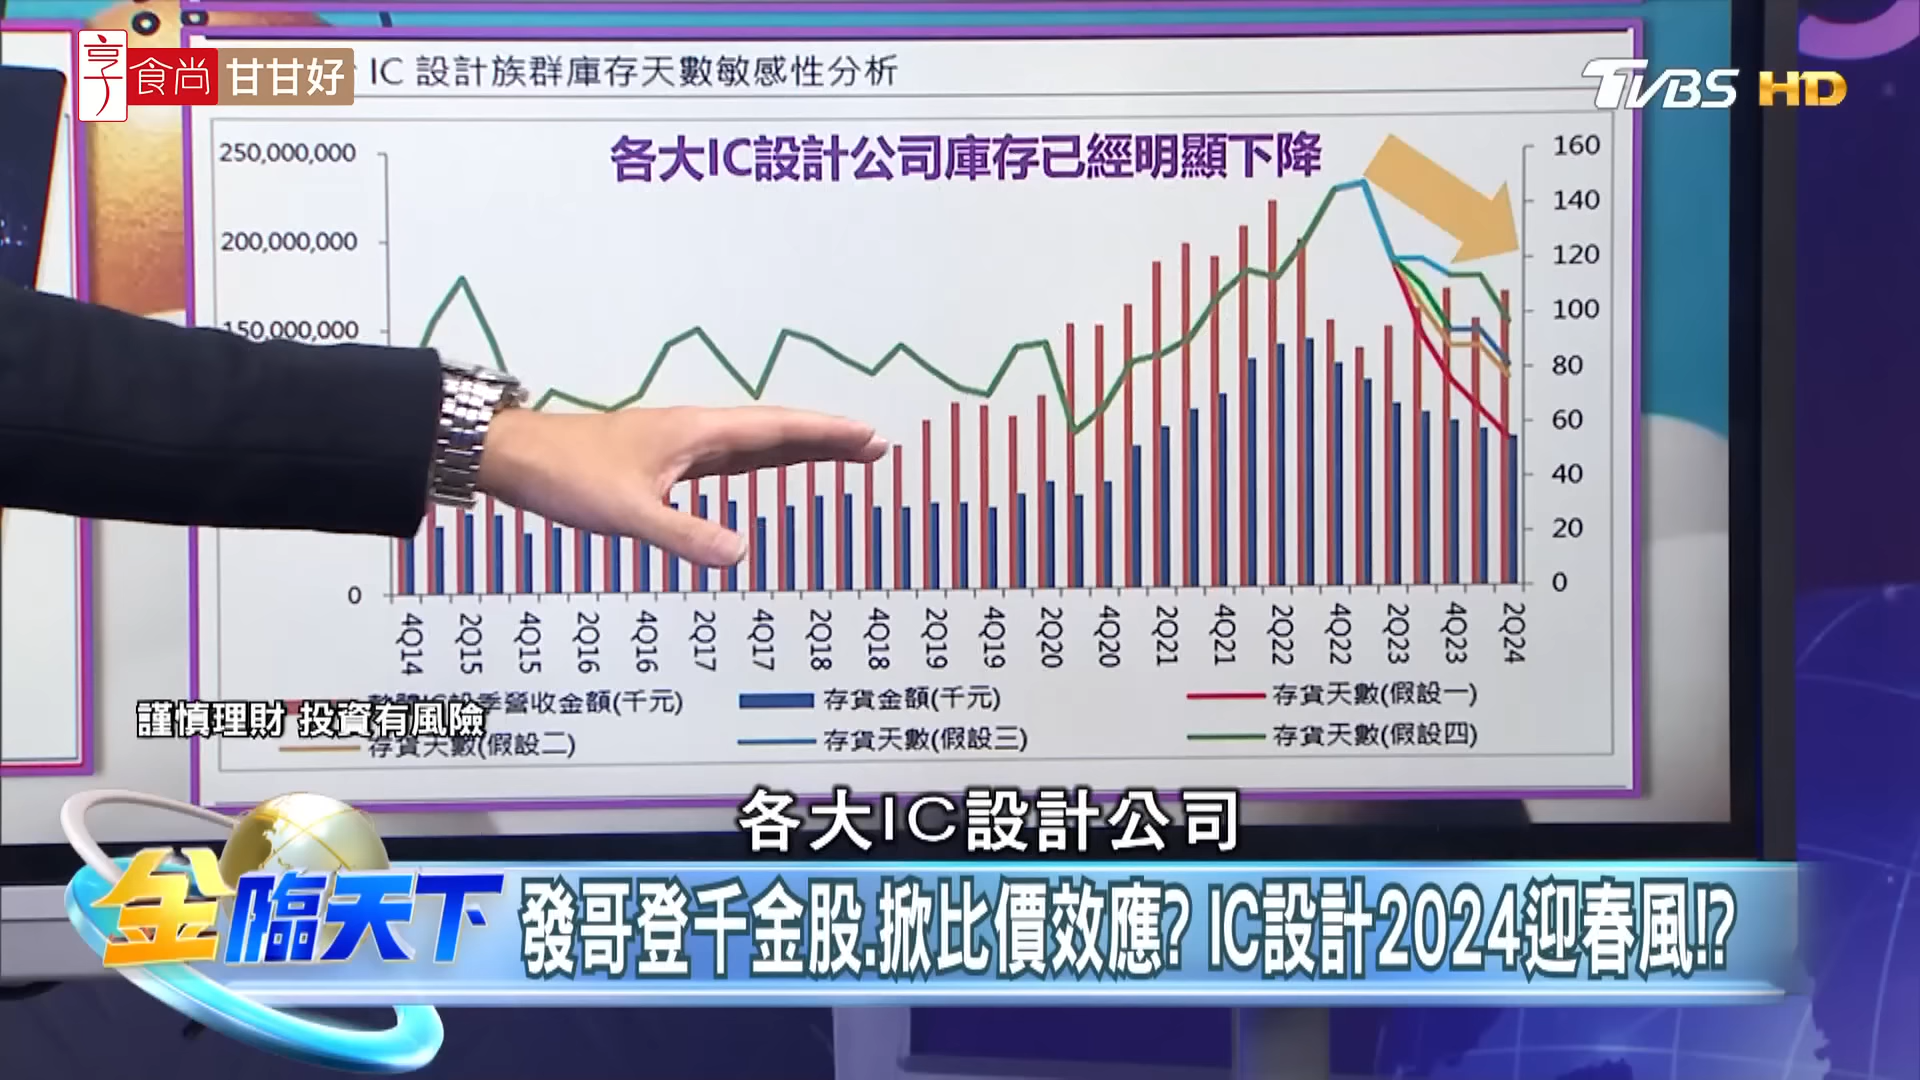 享食尚 甘甘好
IC 設計族群庫存天數敏感性分析
TVBS HD
各大IC設計公司庫存已經明顯下降
250,000,000
200,000,000
150,000,000
0
160
140
120
100
80
60
40
20
0
4Q14 2Q15 4Q15 2Q16 4Q16 2Q17 4Q17 2Q18 4Q18 2Q19 4Q19 2Q20 4Q20 2Q21 4Q21 2Q22 4Q22 2Q23 4Q23 2Q24
季營收金額(千元) 存貨金額(千元) 存貨天數(假設一)
存貨天數(假設二) 存貨天數(假設三) 存貨天數(假設四)
謹慎理財 投資有風險
各大IC設計公司
金臨天下
發哥登千金股.掀比價效應? IC設計2024迎春風!?